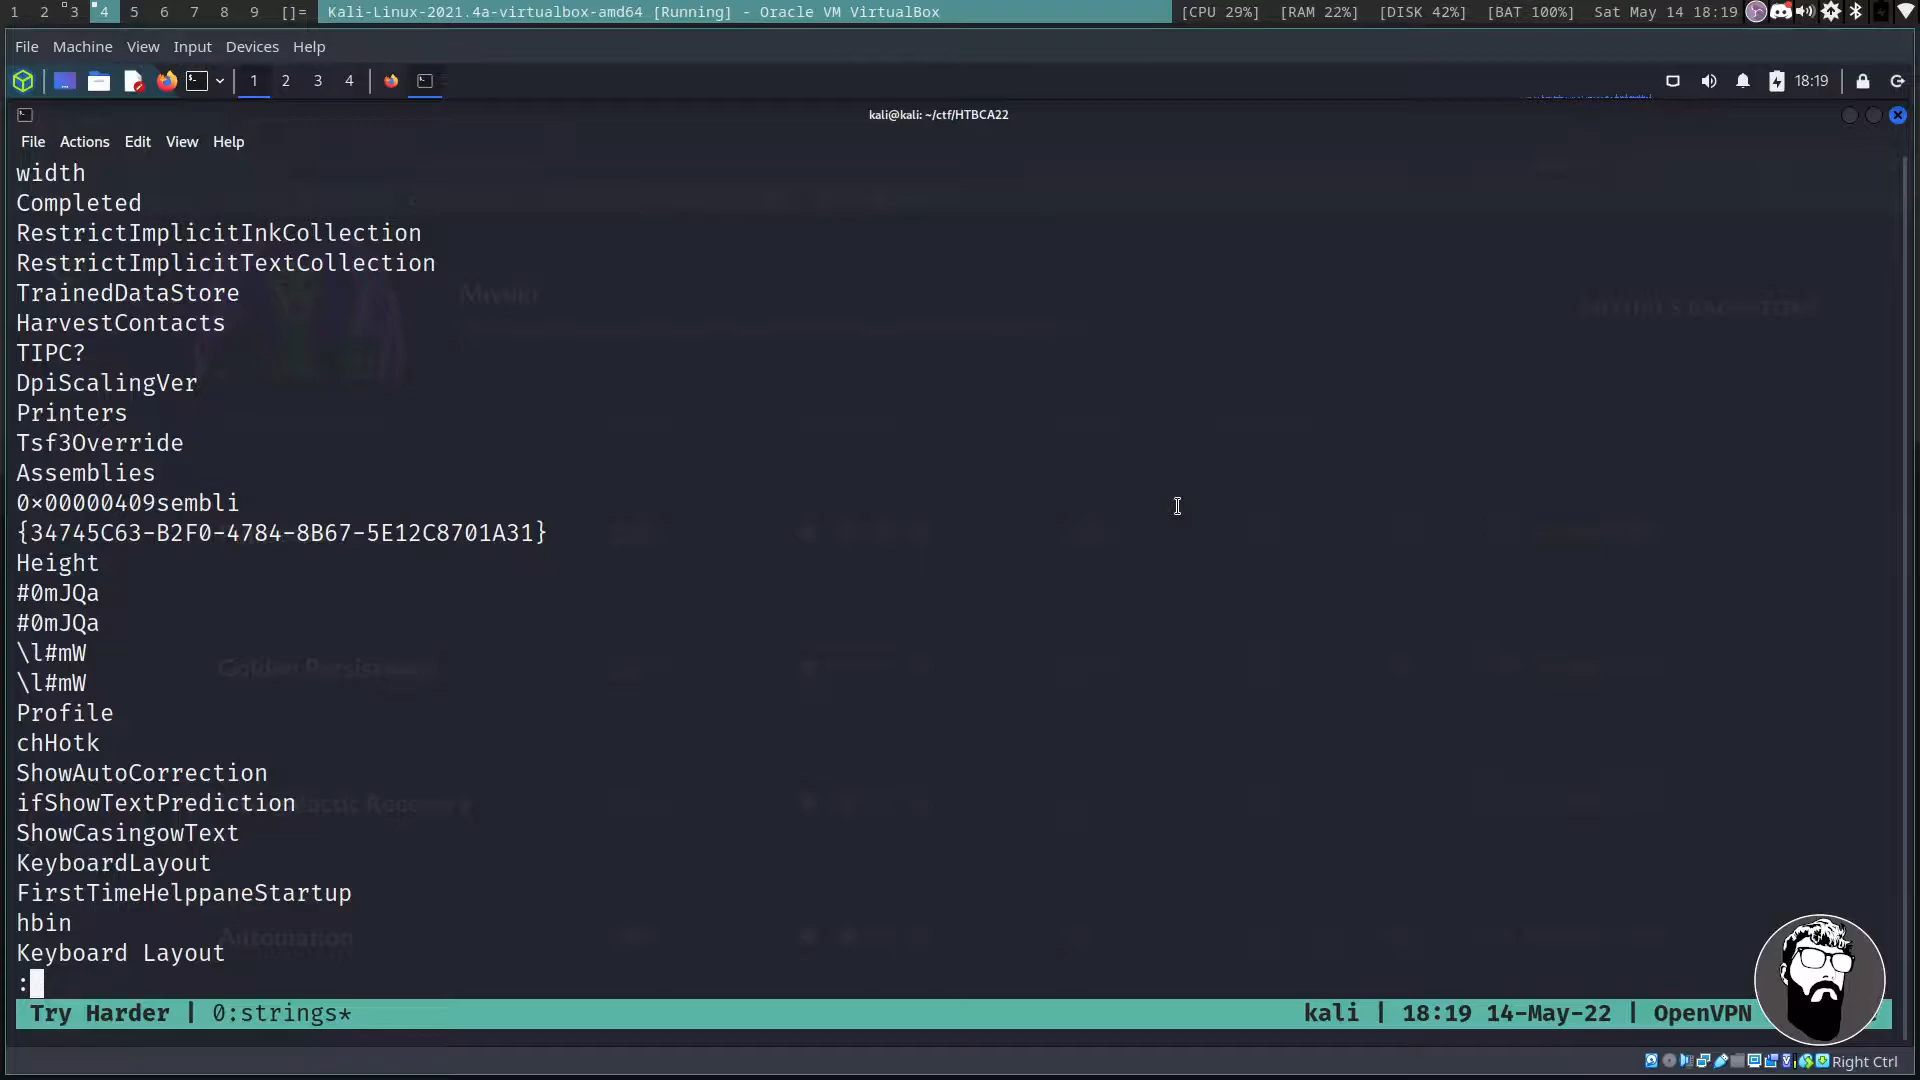 1 2 3 4 5 6 7 8 9 []= Kali-Linux-2021.4a-virtualbox-amd64 [Running] - Oracle VM VirtualBox [CPU 29%] [RAM 22%] [DISK 42%] [BAT 100%] Sat May 14 18:19
File Machine View Input Devices Help
1 2 3 4 18:19
kali@kali: ~/ctf/HTBCA22
File Actions Edit View Help
width
Completed
RestrictImplicitInkCollection
RestrictImplicitTextCollection
TrainedDataStore
HarvestContacts
TIPC?
DpiScalingVer
Printers
Tsf3Override
Assemblies
0×00000409sembli
{34745C63-B2F0-4784-8B67-5E12C8701A31}
Height
#0mJQa
#0mJQa
\l#mW
\l#mW
Profile
chHotk
ShowAutoCorrection
ifShowTextPrediction
ShowCasingowText
KeyboardLayout
FirstTimeHelppaneStartup
hbin
Keyboard Layout
:
Try Harder | 0:strings* kali | 18:19 14-May-22 | OpenVPN
Right Ctrl